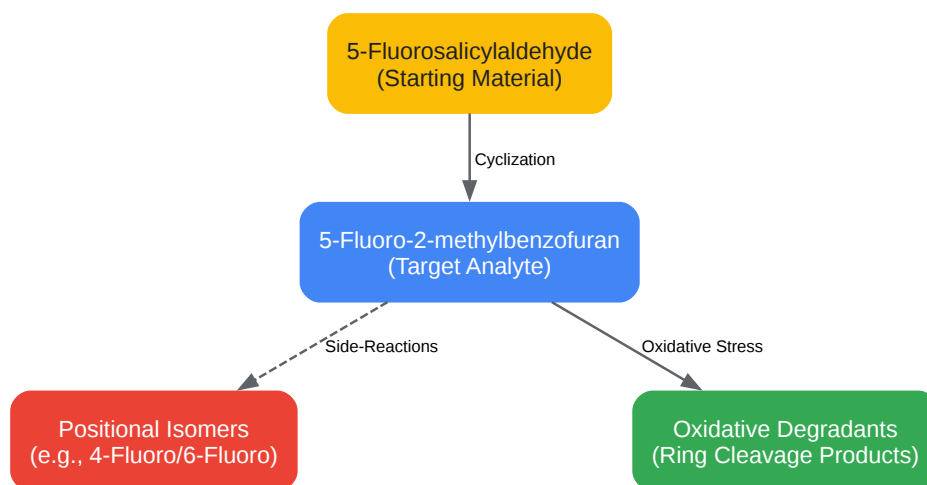 5-Fluorosalicylaldehyde
(Starting Material)
Cyclization
5-Fluoro-2-methylbenzofuran
(Target Analyte)
Side-Reactions
Oxidative Stress
Positional Isomers
(e.g., 4-Fluoro/6-Fluoro)
Oxidative Degradants
(Ring Cleavage Products)